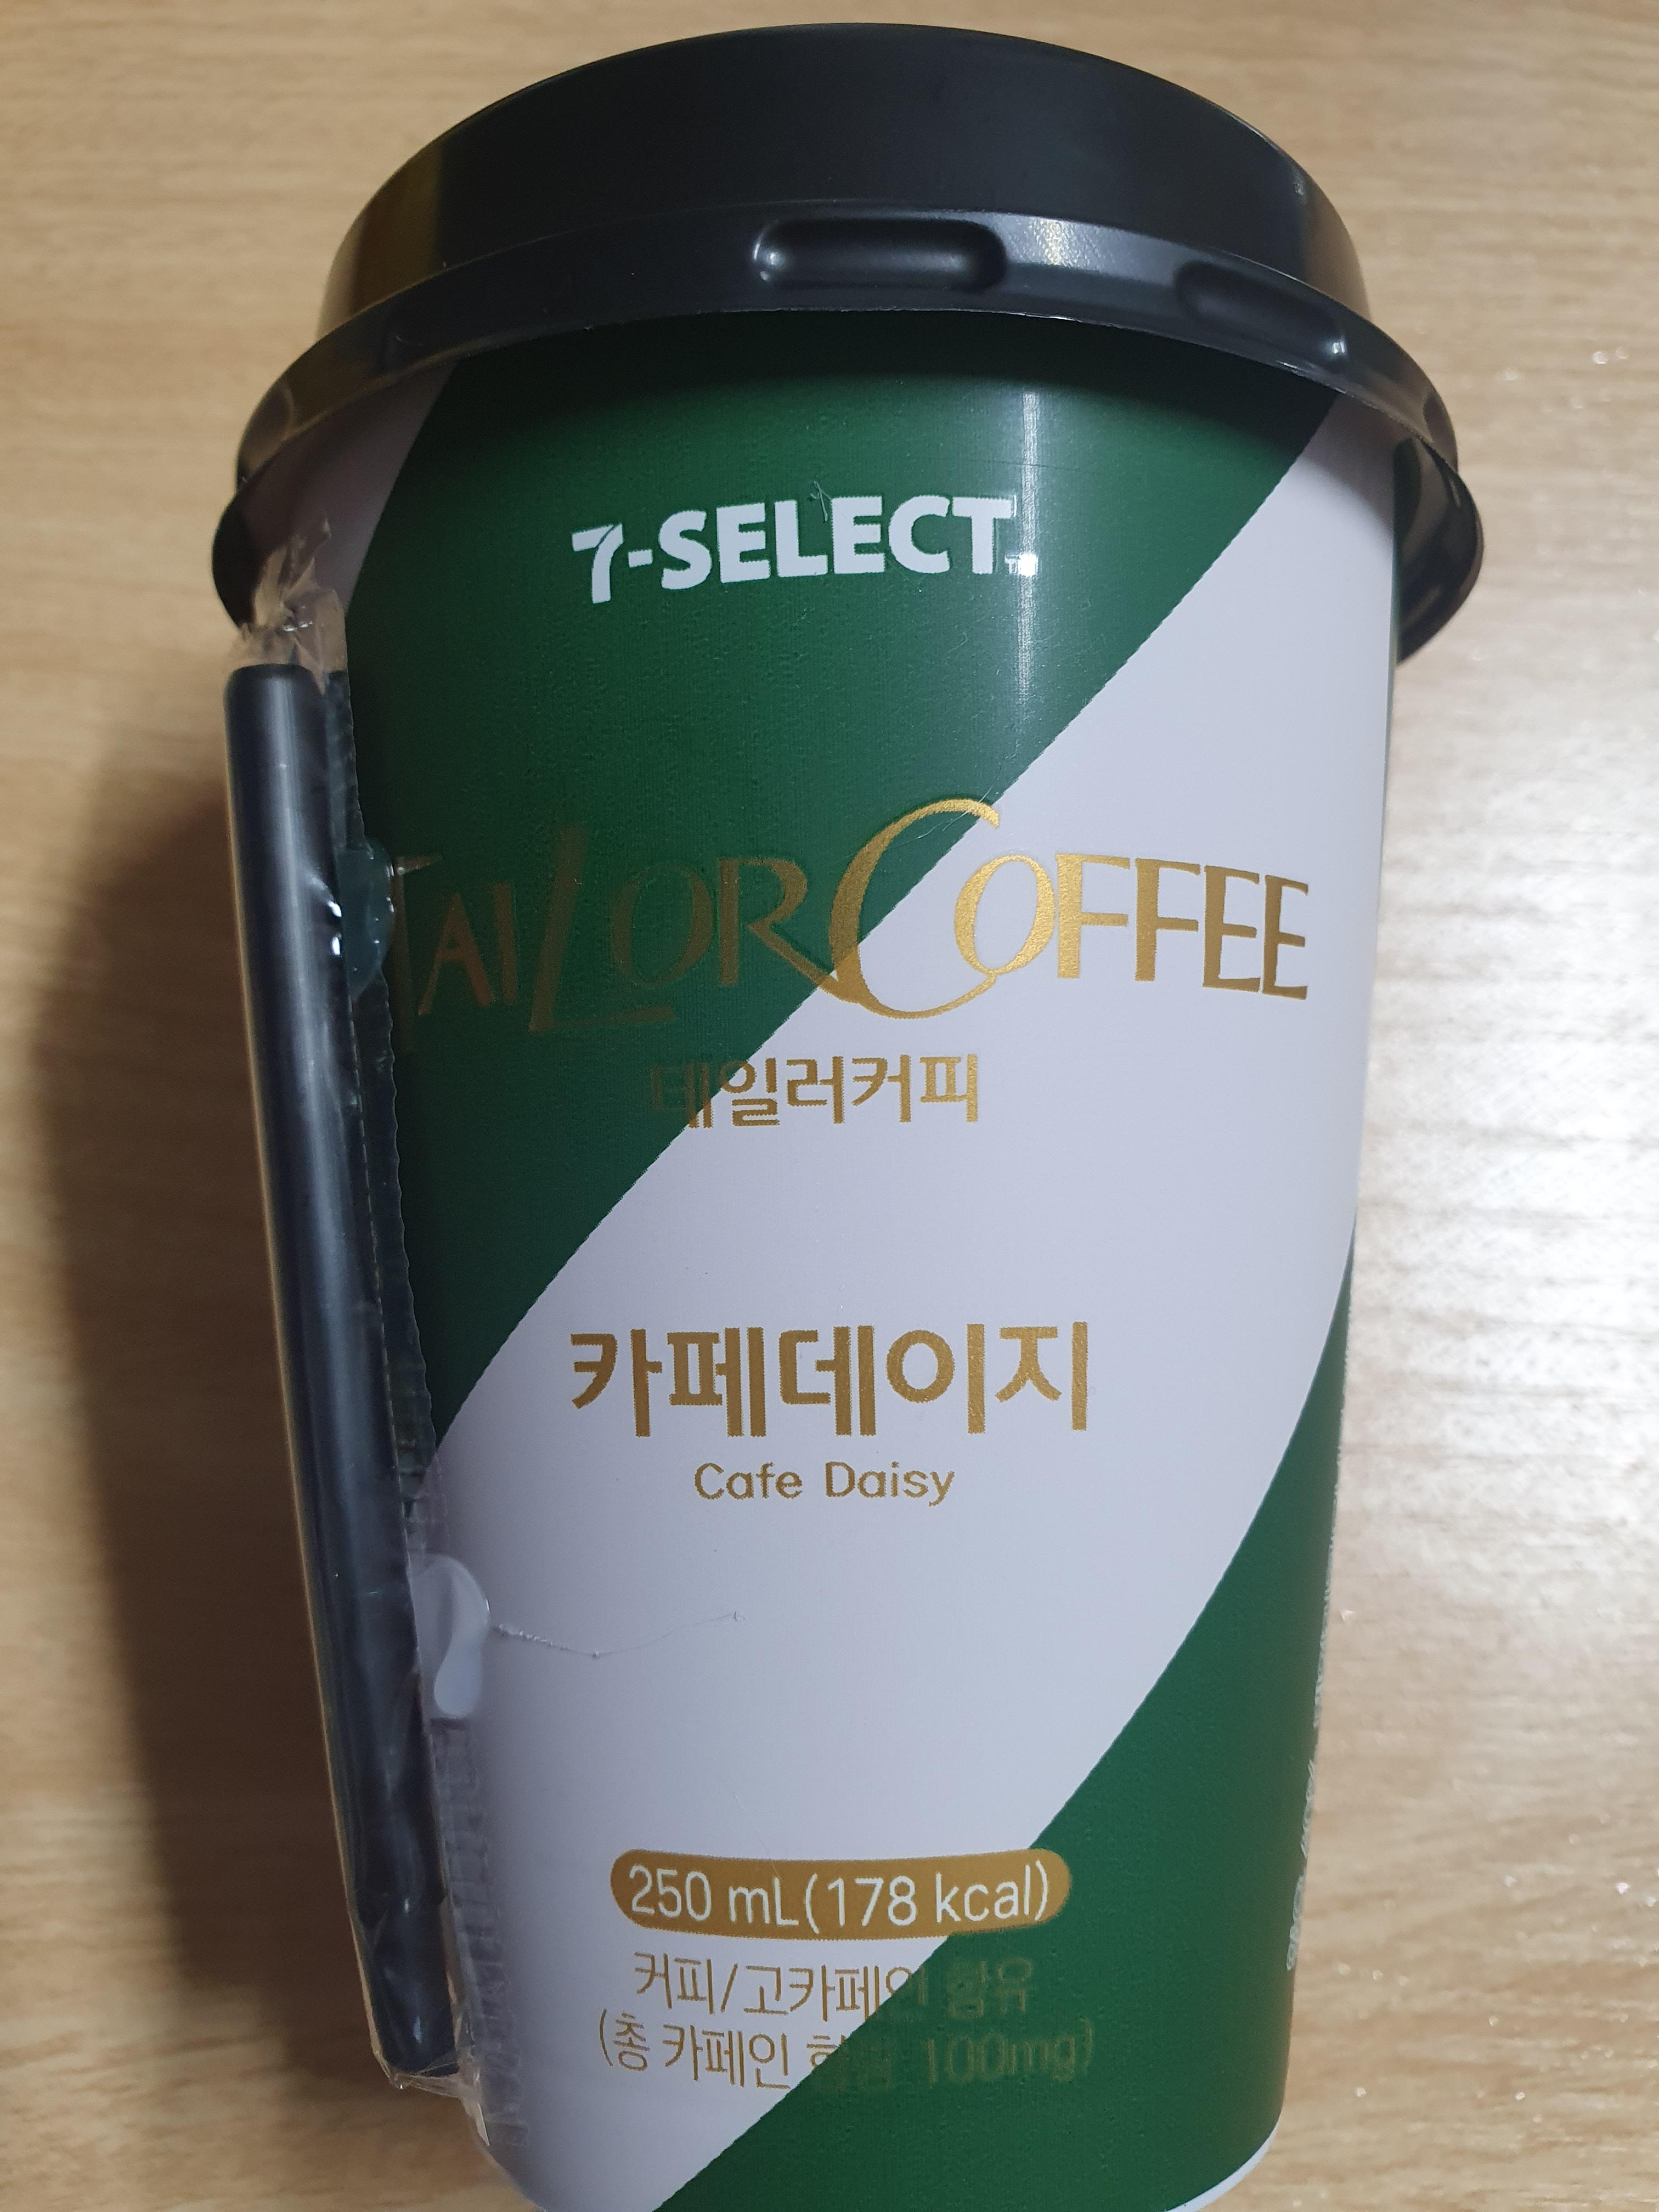 7-SELECT
TAILOR COFFEE
테일러커피
카페데이지
Cafe Daisy
250 mL(178 kcal)
커피/고카페인 함유
(총 카페인 함량 100mg)